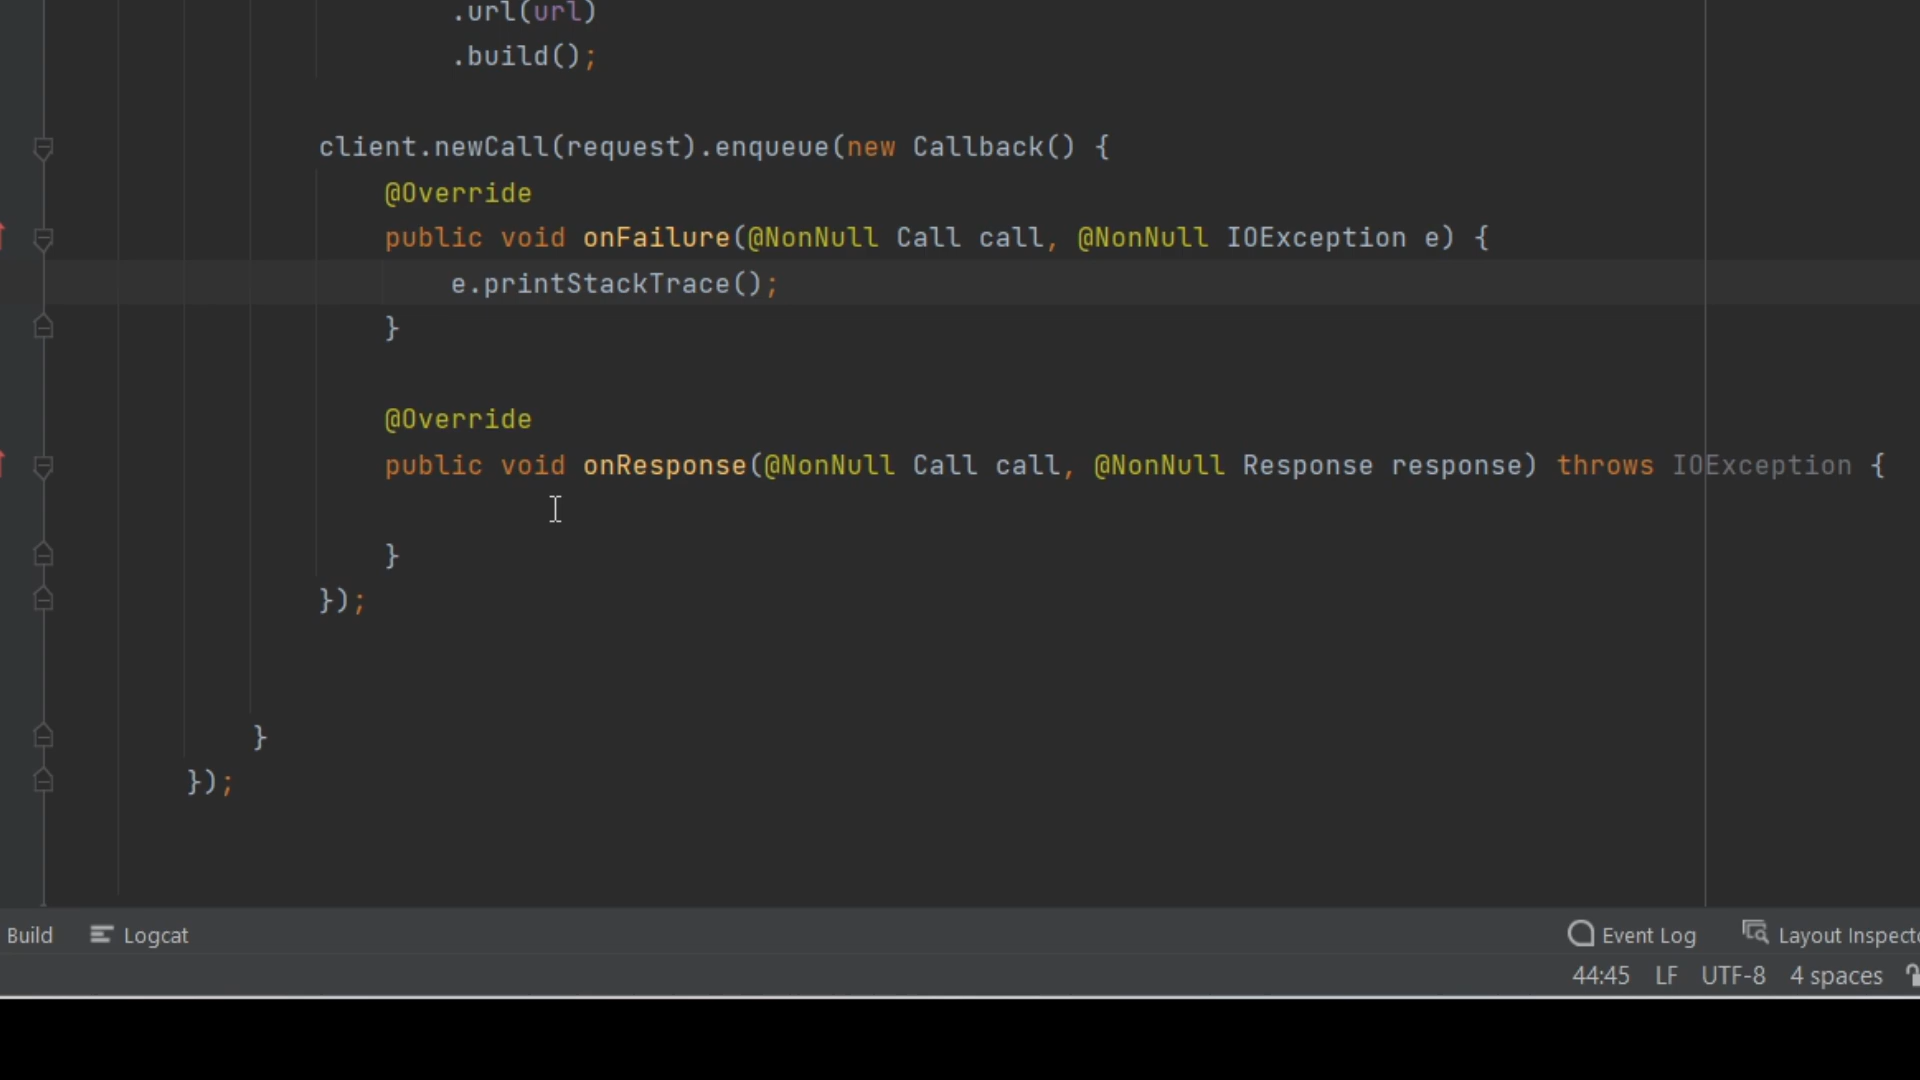 .url(url)
.build();
client.newCall(request).enqueue(new Callback() {
@Override
public void onFailure(@NonNull Call call, @NonNull IOException e) {
e.printStackTrace();
}
@Override
public void onResponse(@NonNull Call call, @NonNull Response response) throws IOException {
}
});
}
});
Build Logcat Event Log Layout Inspecto
44:45 LF UTF-8 4 spaces